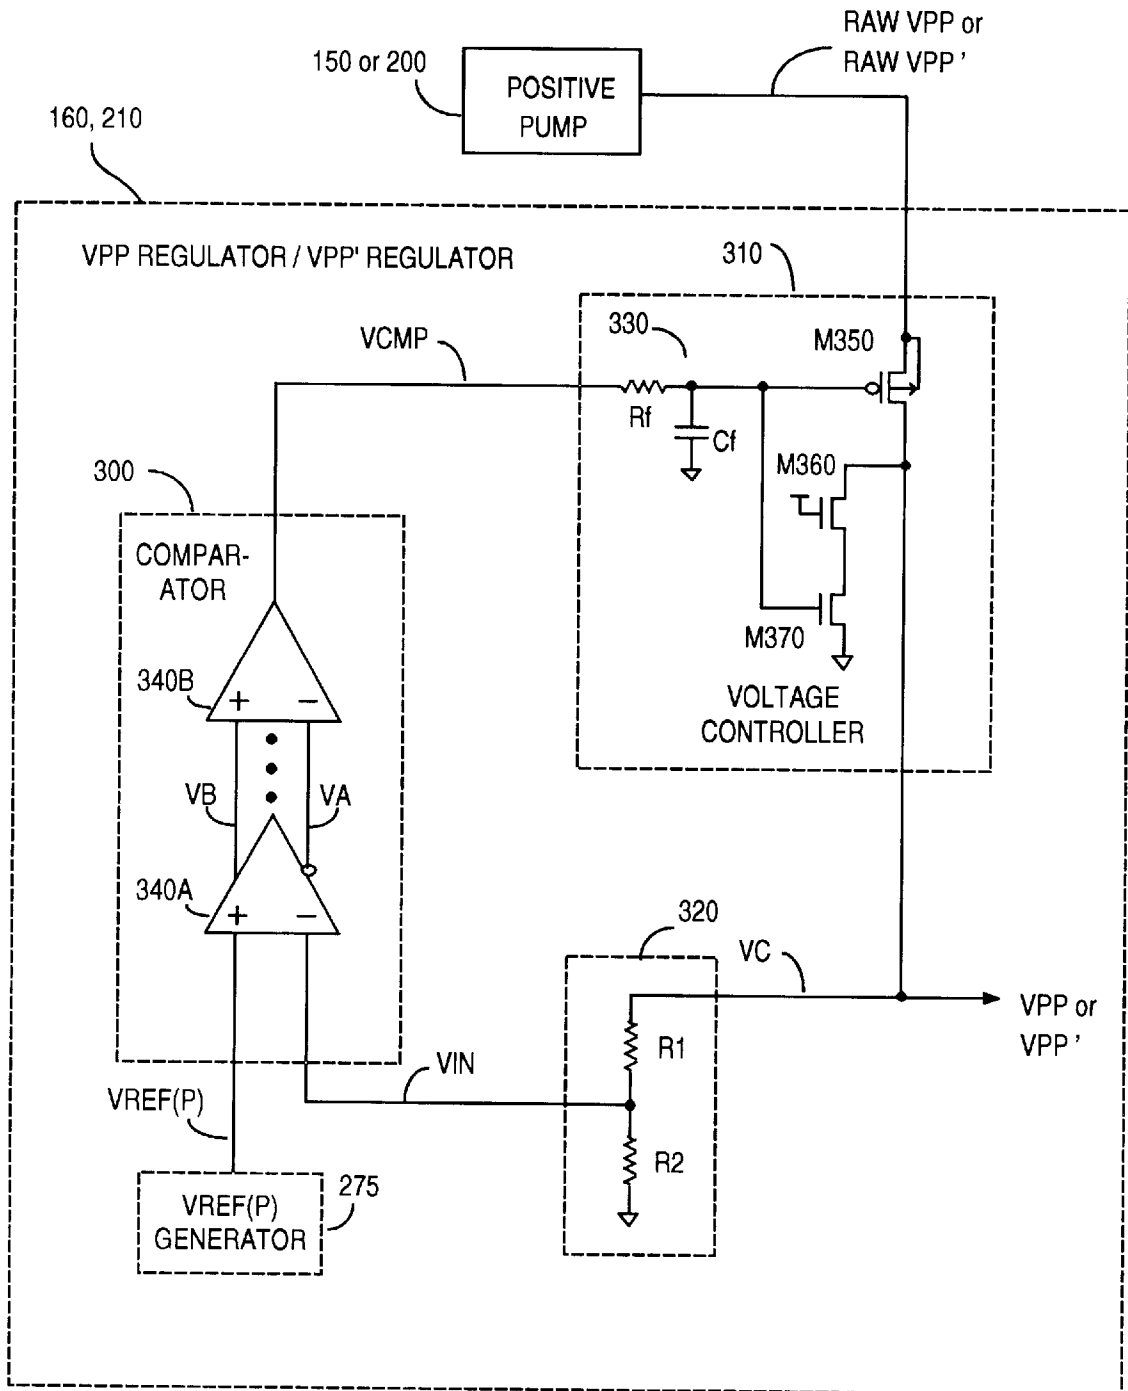 RAW VPP or
RAW VPP '
150 or 200
POSITIVE
PUMP
160, 210
VPP REGULATOR / VPP' REGULATOR
310
330
M350
VCMP
Rf
Cf
M360
300
COMPAR-
ATOR
M370
340B
+ −
VOLTAGE
CONTROLLER
VB
VA
340A
+ −
320
VC
VPP or
VPP '
R1
VIN
VREF(P)
R2
275
VREF(P)
GENERATOR